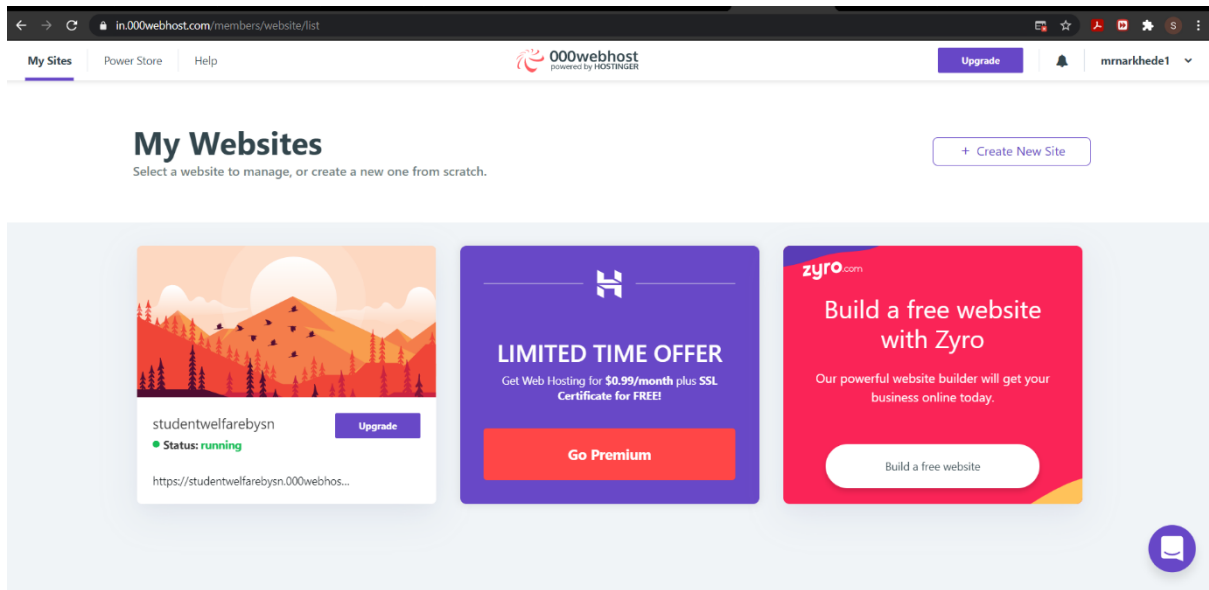 in.000webhost.com/members/website/list
S
My Sites
Power Store
Help
000webhost
powered by HOSTINGER
Upgrade
mrnarkhede1
My Websites
Select a website to manage, or create a new one from scratch.
+ Create New Site
studentwelfarebysn
Upgrade
Status: running
https://studentwelfarebysn.000webhos...
LIMITED TIME OFFER
Get Web Hosting for $0.99/month plus SSL
Certificate for FREE!
Go Premium
zyro.com
Build a free website
with Zyro
Our powerful website builder will get your
business online today.
Build a free website